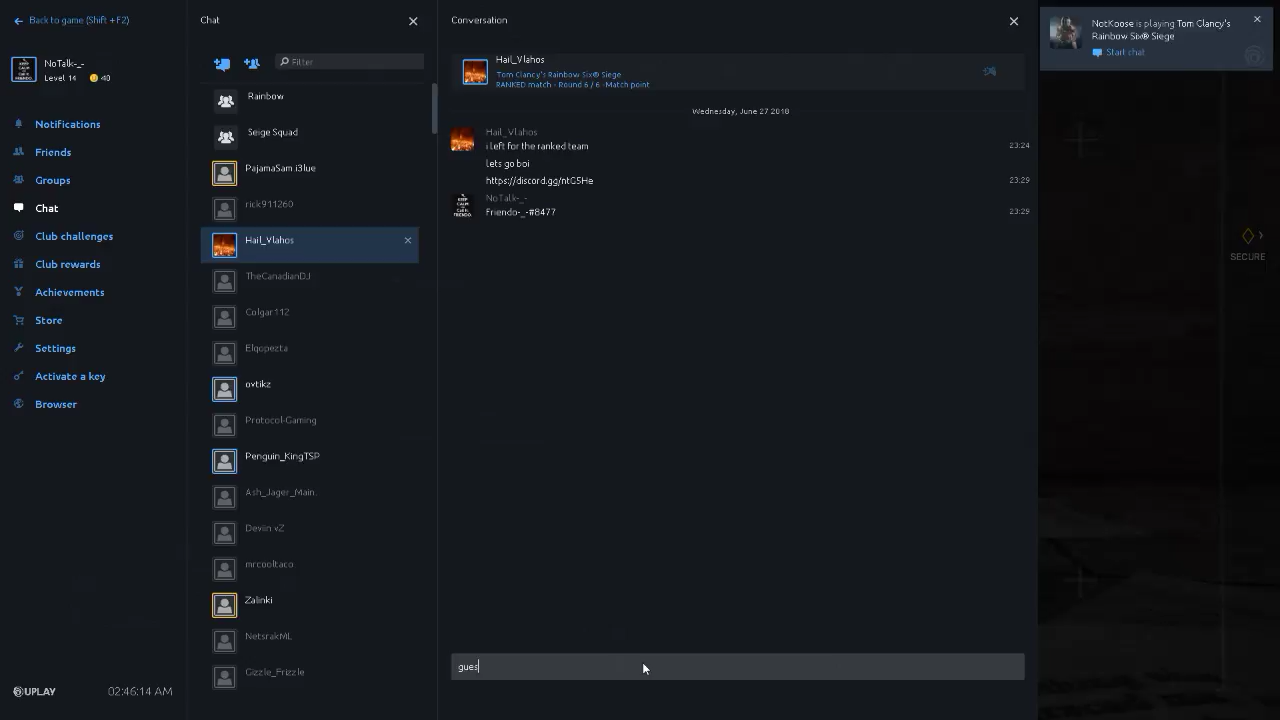 Back to game (Shift + F2)
NoTalk-_-
Level 14
40
Notifications
Friends
Groups
Chat
Club challenges
Club rewards
Achievements
Store
Settings
Activate a key
Browser
UPLAY
02:46:14 AM
Chat
Filter
Rainbow
Seige Squad
PajamaSam.i3lue
rick911260
Hail_Vlahos
TheCanadianDJ
Colgar112
Elqopezta
ovtikz
Protocol-Gaming
Penguin_KingTSP
Ash_Jager_Main.
Deviin vZ
mrcooltaco
Zalinki
NetsrakML
Gizzle_Frizzle
Conversation
Hail_Vlahos
Tom Clancy's Rainbow Six® Siege
RANKED match - Round 6 / 6 -Match point
Wednesday, June 27 2018
Hail_Vlahos
i left for the ranked team 23:24
lets go boi
https://discord.gg/ntG5He 23:29
NoTalk-_-
Friendo-_-#8477 23:29
gues
NotKoose is playing Tom Clancy's
Rainbow Six® Siege
Start chat
SECURE